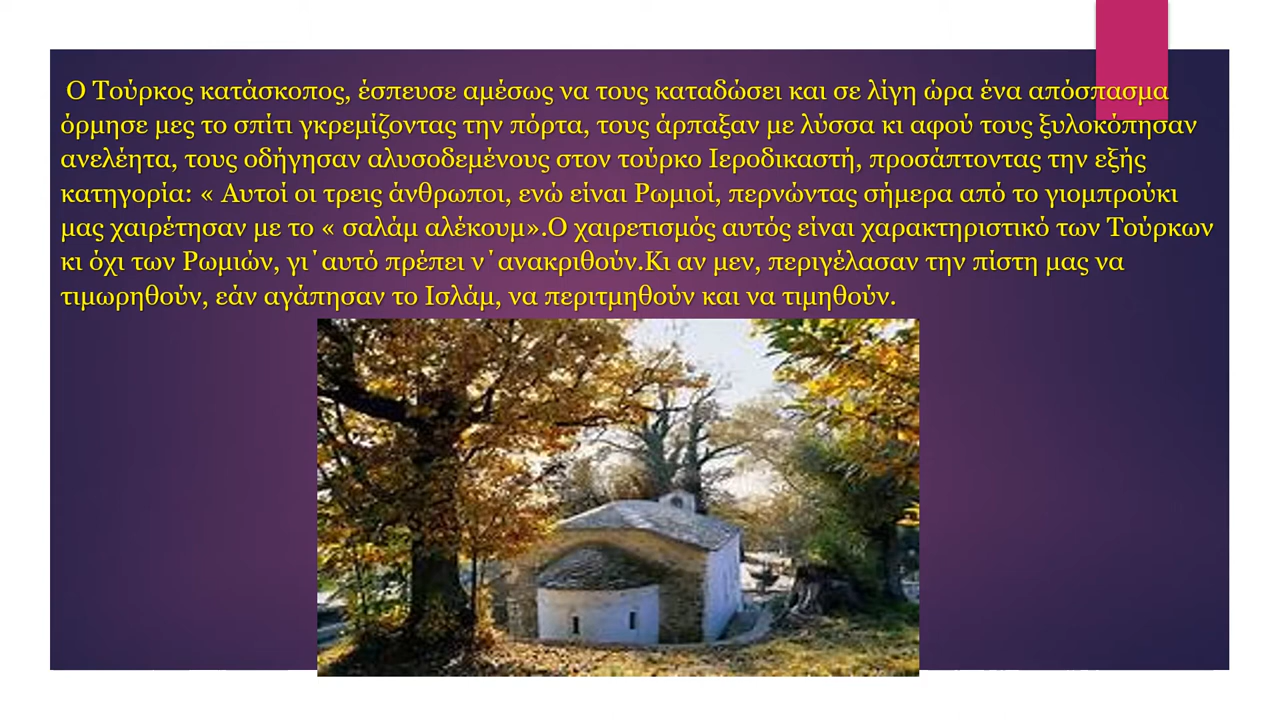 Ο Τούρκος κατάσκοπος, έσπευσε αμέσως να τους καταδώσει και σε λίγη ώρα ένα απόσπασμα
όρμησε μες το σπίτι γκρεμίζοντας την πόρτα, τους άρπαξαν με λύσσα κι αφού τους ξυλοκόπησαν
ανελέητα, τους οδήγησαν αλυσοδεμένους στον τούρκο Ιεροδικαστή, προσάπτοντας την εξής
κατηγορία: « Αυτοί οι τρεις άνθρωποι, ενώ είναι Ρωμιοί, περνώντας σήμερα από το γιομπρούκι
μας χαιρέτησαν με το « σαλάμ αλέκουμ».Ο χαιρετισμός αυτός είναι χαρακτηριστικό των Τούρκων
κι όχι των Ρωμιών, γι΄αυτό πρέπει ν΄ανακριθούν.Κι αν μεν, περιγέλασαν την πίστη μας να
τιμωρηθούν, εάν αγάπησαν το Ισλάμ, να περιτμηθούν και να τιμηθούν.